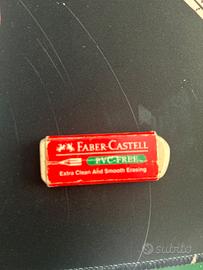 FABER-CASTELL
PVC-FREE
Extra Clean And Smooth Erasing
subito